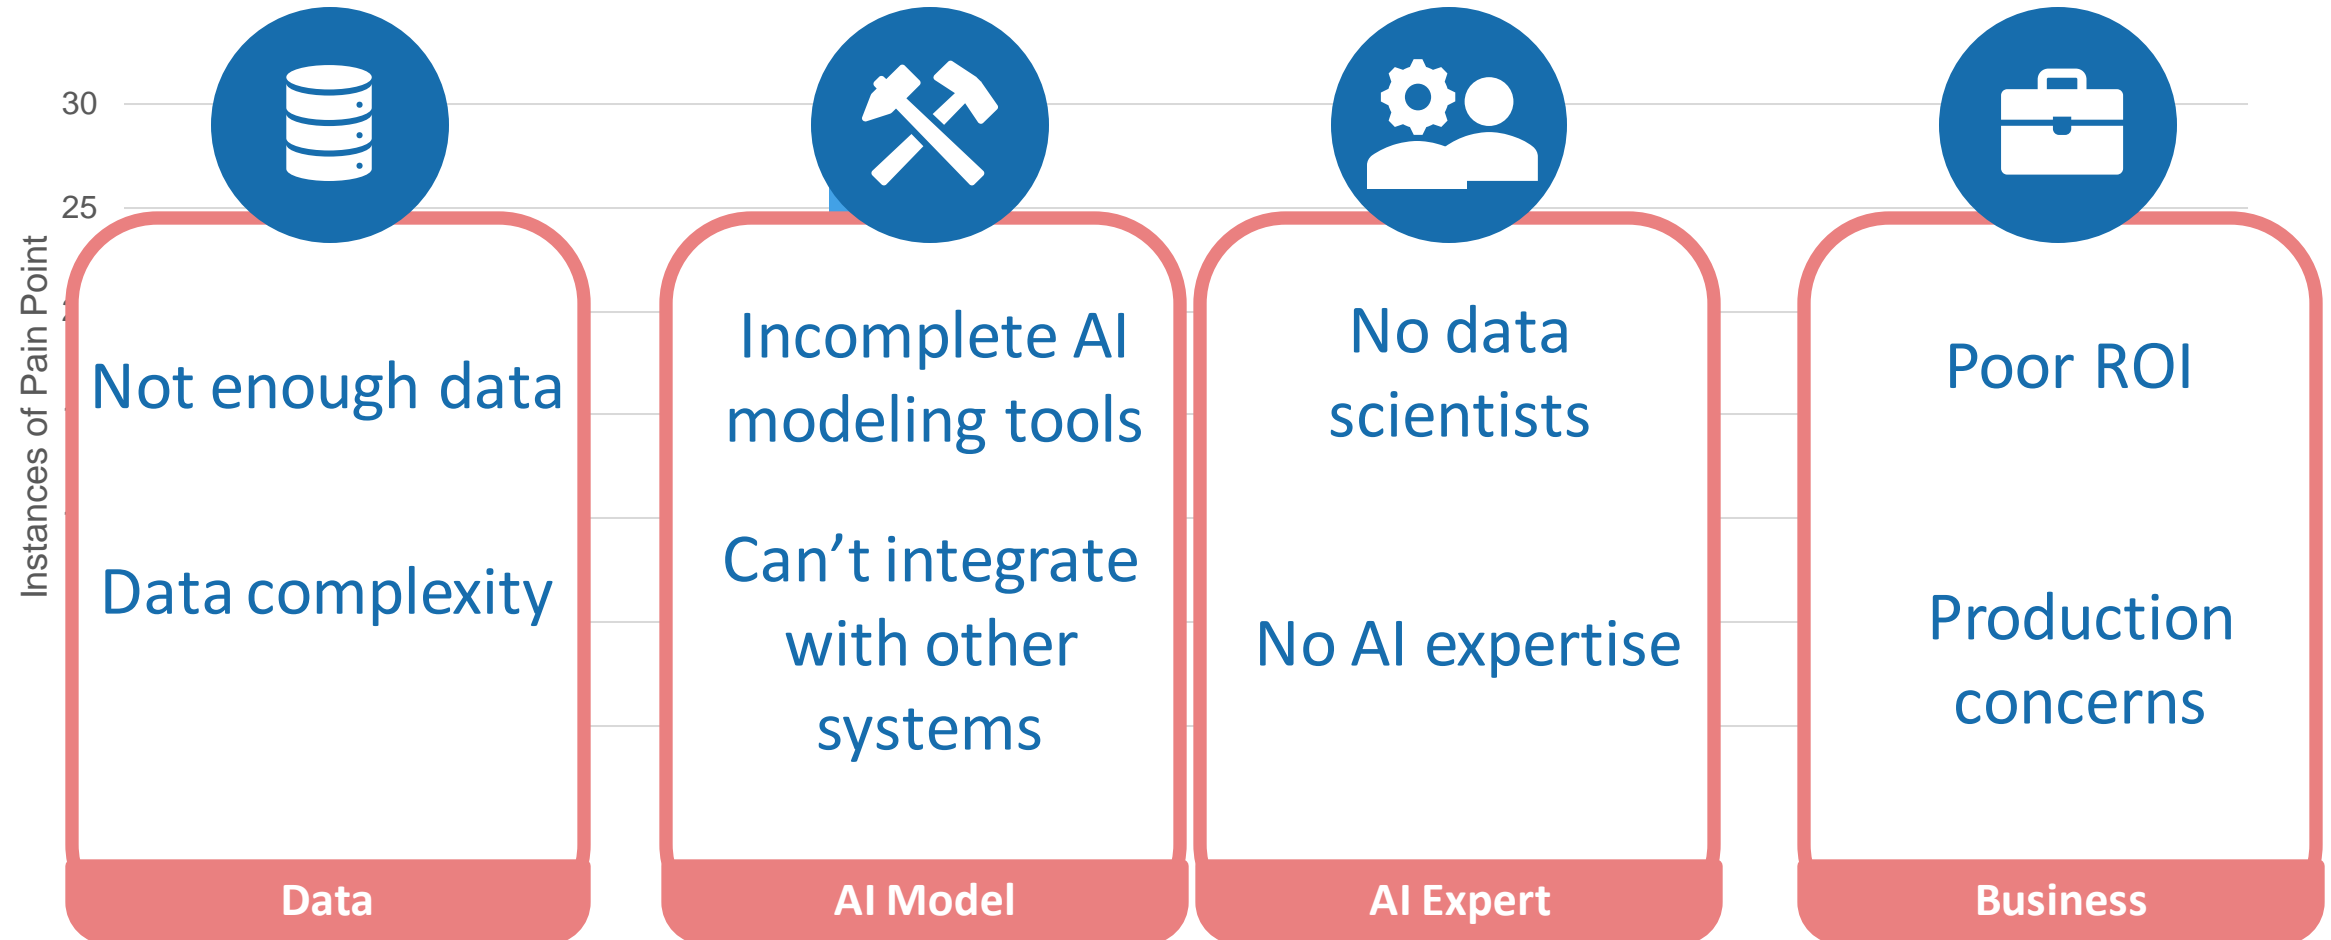 30
25
Instances of Pain Point
Not enough data
Data complexity
Data
Incomplete AI
modeling tools
Can’t integrate
with other
systems
AI Model
No data
scientists
No AI expertise
AI Expert
Poor ROI
Production
concerns
Business